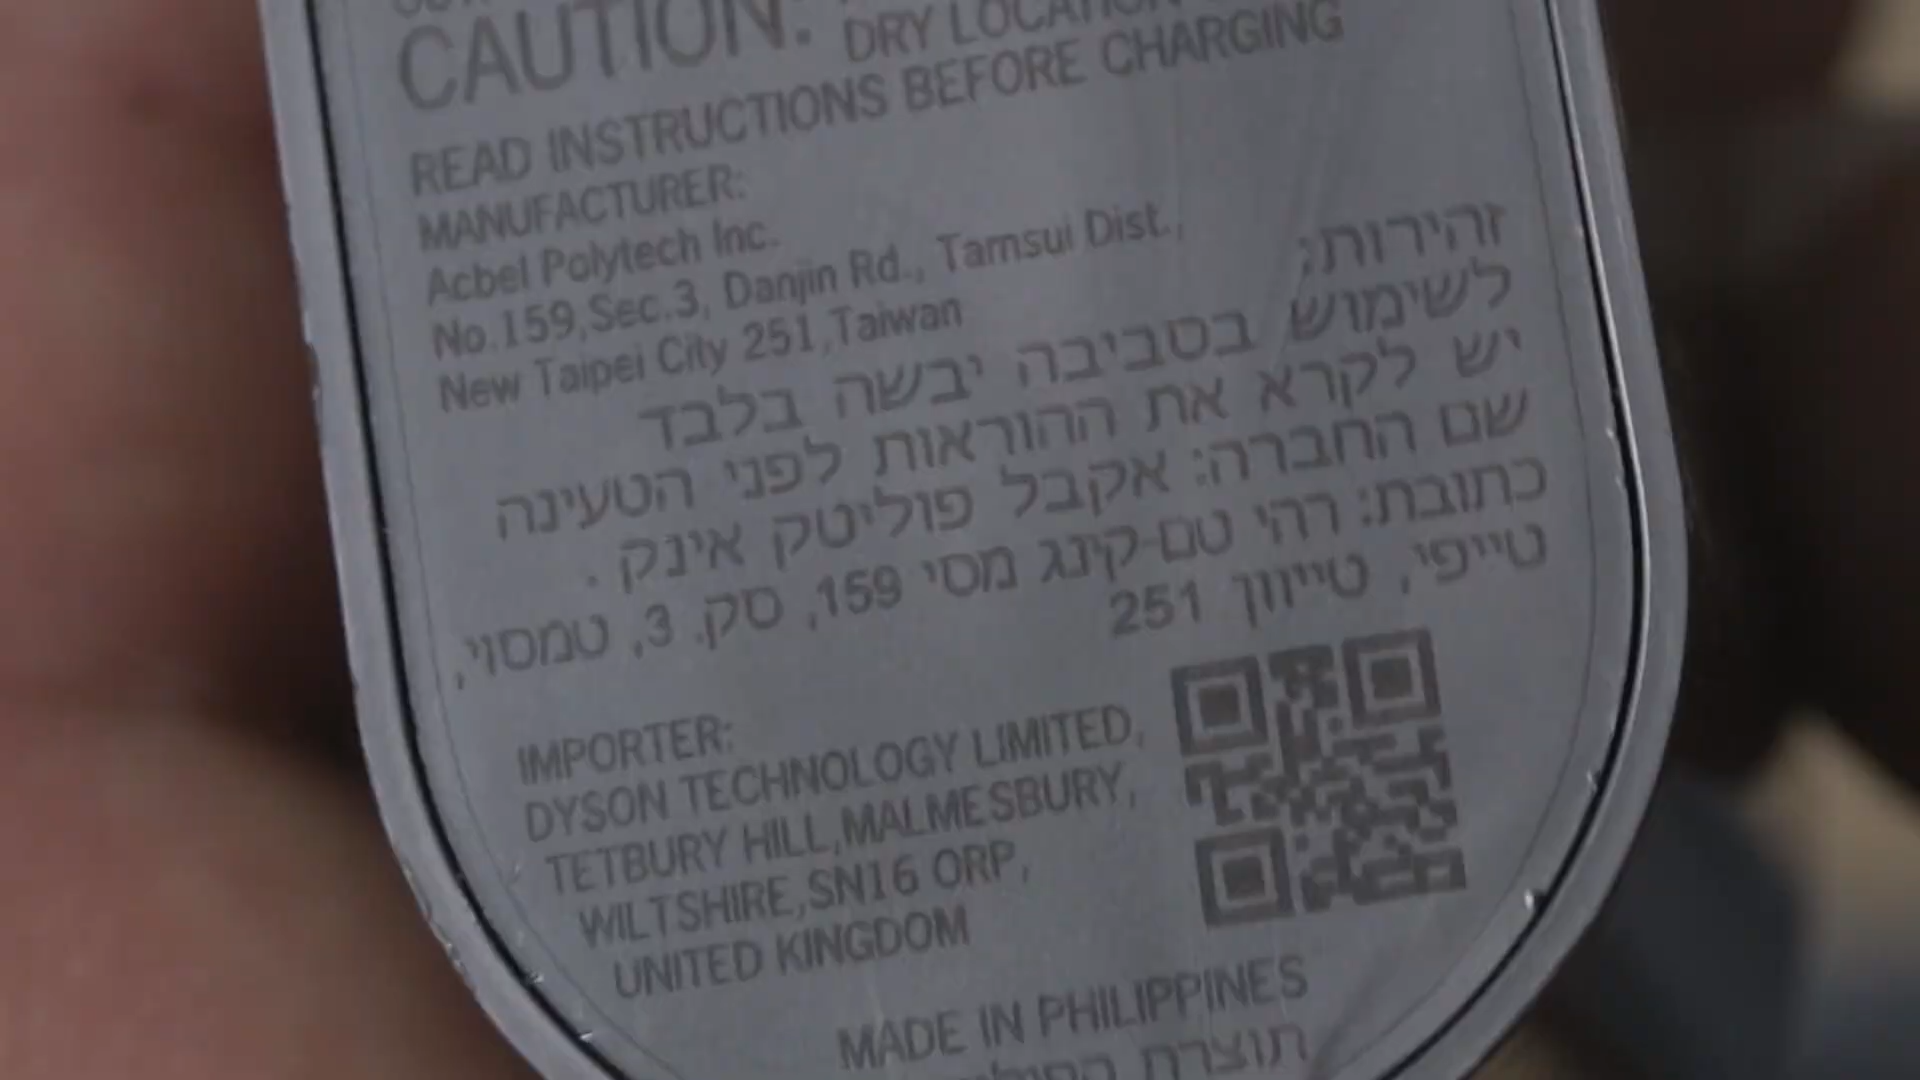 CAUTION:
DRY LOCATION
READ INSTRUCTIONS BEFORE CHARGING
MANUFACTURER:
Acbel Polytech Inc.
No.159,Sec.3, Danjin Rd., Tamsui Dist.,
New Taipei City 251,Taiwan
זהירות:
לשימוש בסביבה יבשה בלבד
יש לקרא את ההוראות לפני הטעינה
שם החברה: אקבל פוליטק אינק.
כתובת: רהי טם-קינג מסי 159, סק. 3, טמסוי,
טייפי, טייוון 251
IMPORTER:
DYSON TECHNOLOGY LIMITED,
TETBURY HILL,MALMESBURY,
WILTSHIRE,SN16 ORP,
UNITED KINGDOM
MADE IN PHILIPPINES
תוצרת